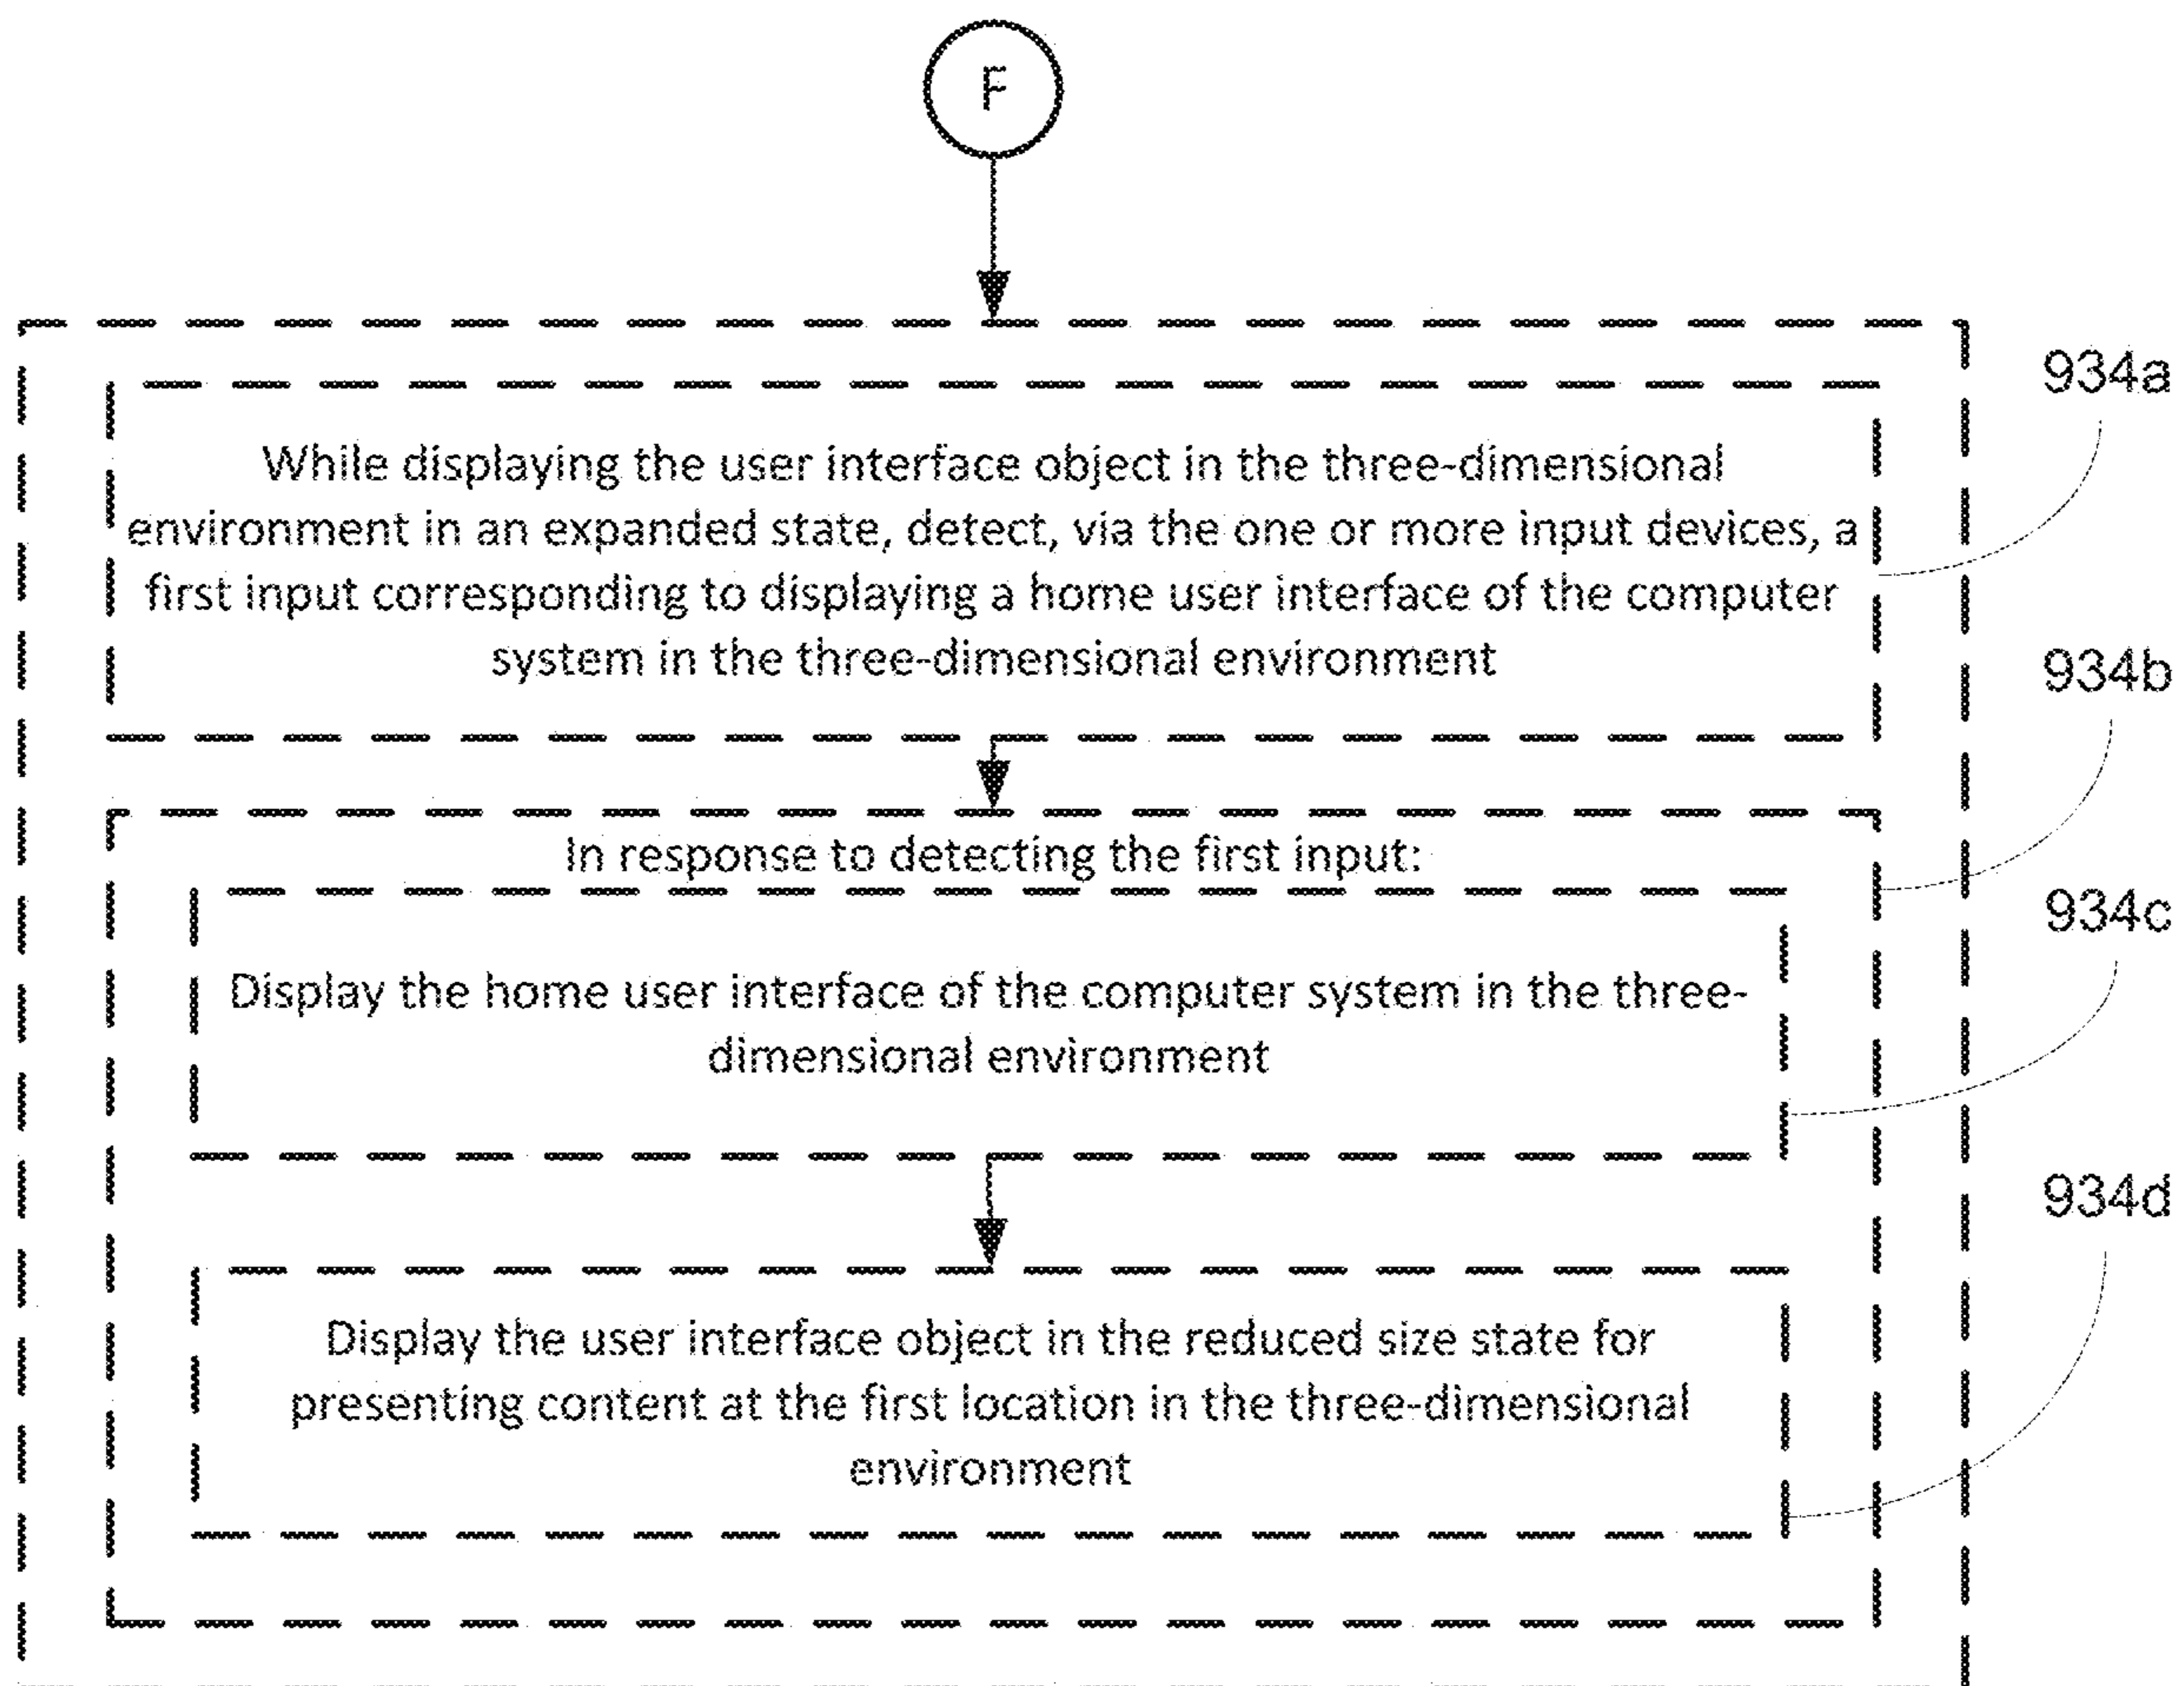 F
934a
While displaying the user interface object in the three-dimensional
environment in an expanded state, detect, via the one or more input devices, a
first input corresponding to displaying a home user interface of the computer
system in the three-dimensional environment
934b
In response to detecting the first input:
934c
Display the home user interface of the computer system in the three-
dimensional environment
934d
Display the user interface object in the reduced size state for
presenting content at the first location in the three-dimensional
environment